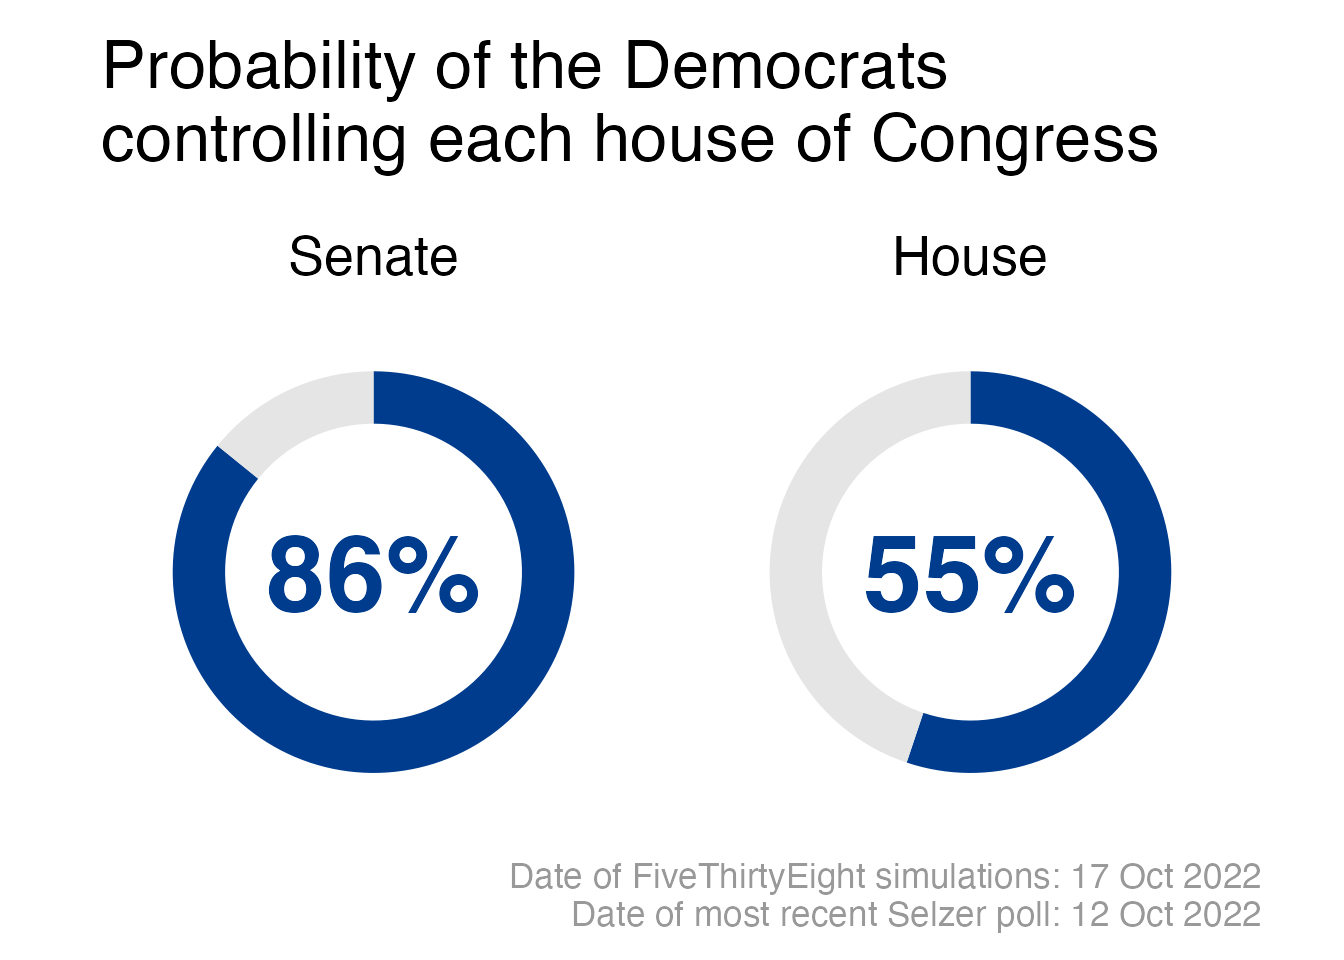 Probability of the Democrats
controlling each house of Congress
Senate
House
86%
55%
Date of FiveThirtyEight simulations: 17 Oct 2022
Date of most recent Selzer poll: 12 Oct 2022